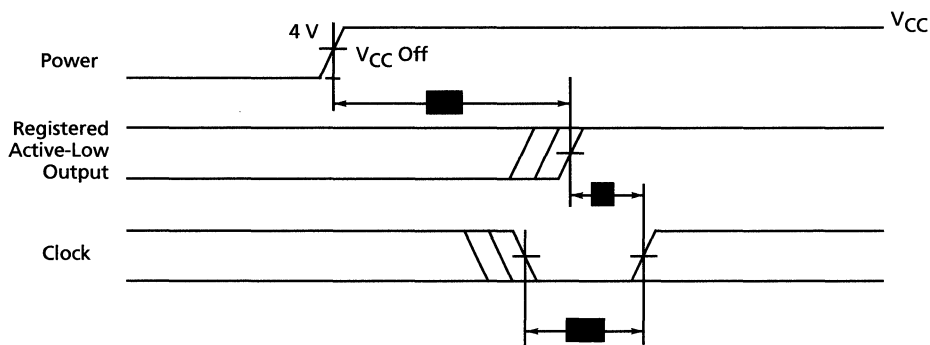 4 V
V_CC
V_CC Off
Power
Registered
Active-Low
Output
Clock